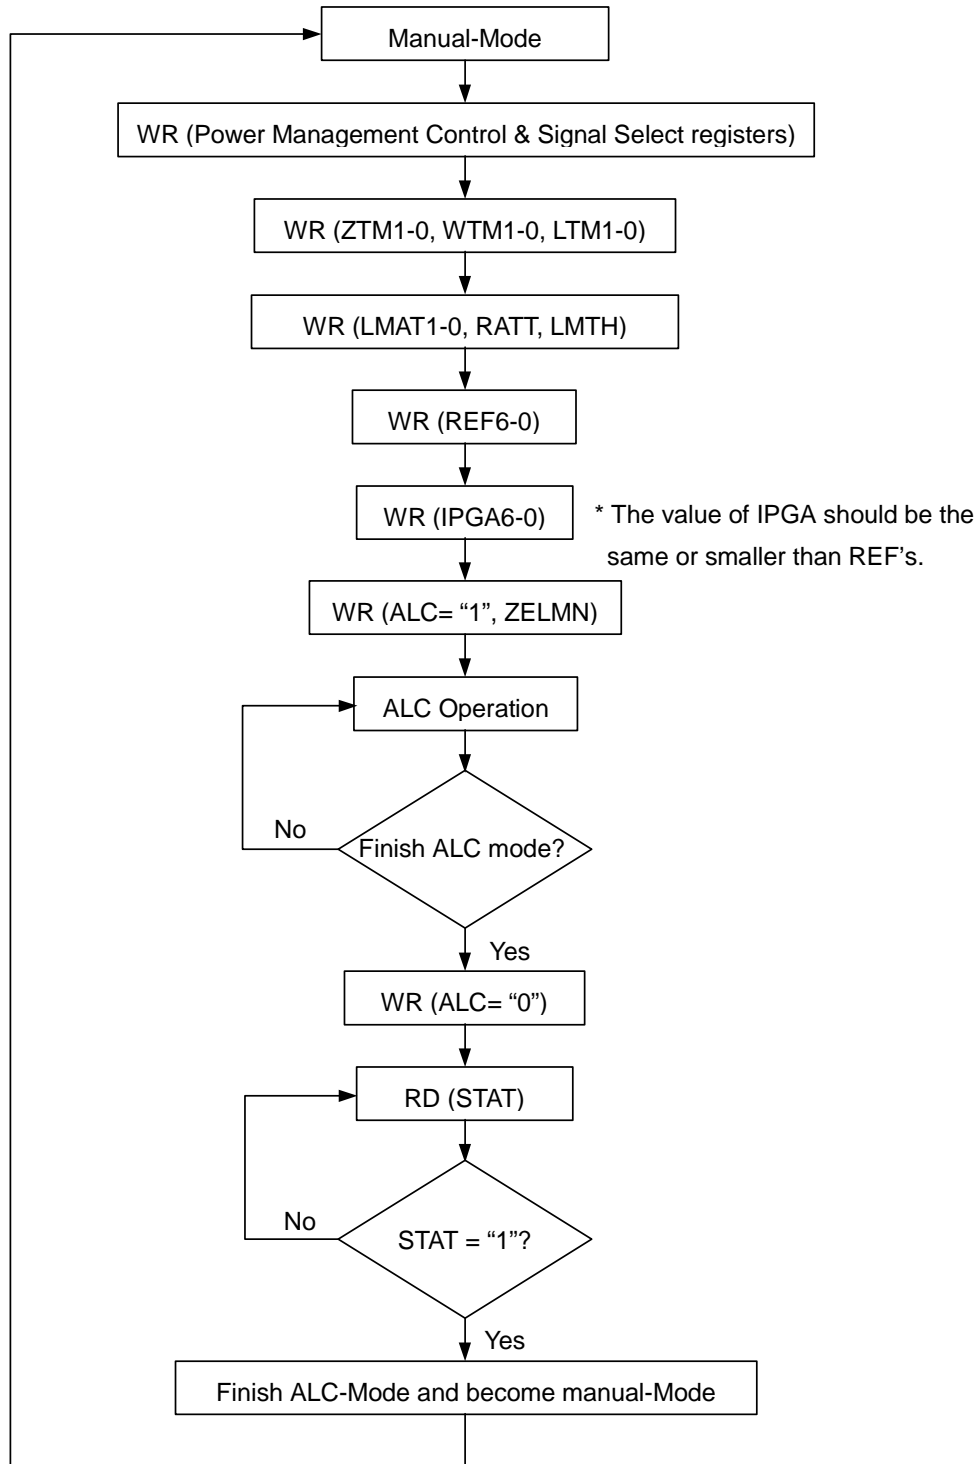 Manual-Mode
WR (Power Management Control & Signal Select registers)
WR (ZTM1-0, WTM1-0, LTM1-0)
WR (LMAT1-0, RATT, LMTH)
WR (REF6-0)
WR (IPGA6-0)
* The value of IPGA should be the
same or smaller than REF's.
WR (ALC= “1”, ZELMN)
ALC Operation
No
Finish ALC mode?
Yes
WR (ALC= “0”)
RD (STAT)
No
STAT = “1”?
Yes
Finish ALC-Mode and become manual-Mode